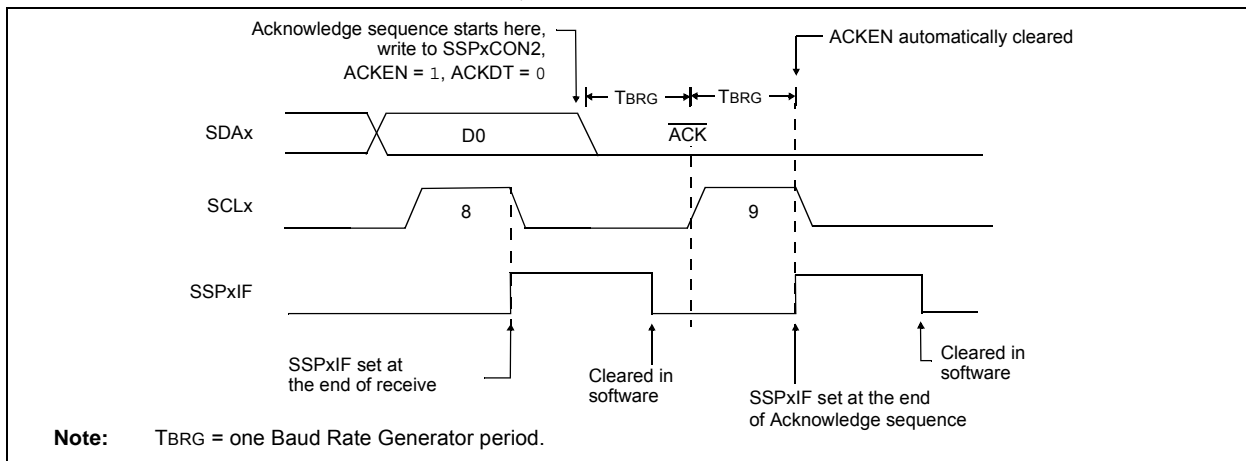 Acknowledge sequence starts here,
write to SSPxCON2,
ACKEN = 1, ACKDT = 0
ACKEN automatically cleared
TBRG
TBRG
SDAx
D0
ACK
SCLx
8
9
SSPxIF
SSPxIF set at
the end of receive
Cleared in
software
SSPxIF set at the end
of Acknowledge sequence
Cleared in
software
Note: TBRG = one Baud Rate Generator period.